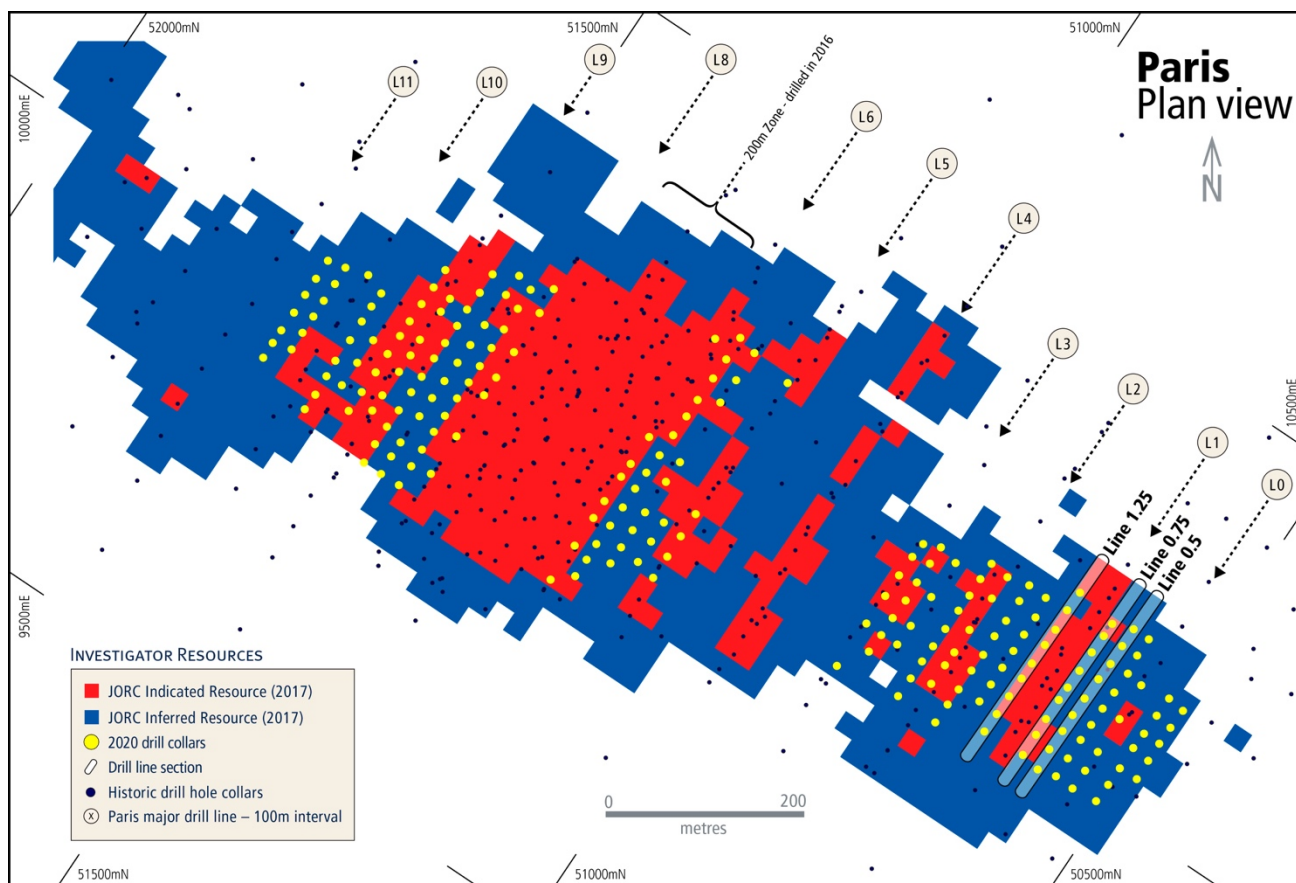 52000mN
51500mN
51000mN
Paris
Plan view
N
10000mE
L11
L10
L9
L8
200m Zone - drilled in 2016
L6
L5
L4
L3
L2
L1
L0
10500mE
Line 1.25
Line 0.75
Line 0.5
9500mE
INVESTIGATOR RESOURCES
JORC Indicated Resource (2017)
JORC Inferred Resource (2017)
2020 drill collars
Drill line section
Historic drill hole collars
X Paris major drill line – 100m interval
0 200
metres
51500mN
51000mN
50500mN